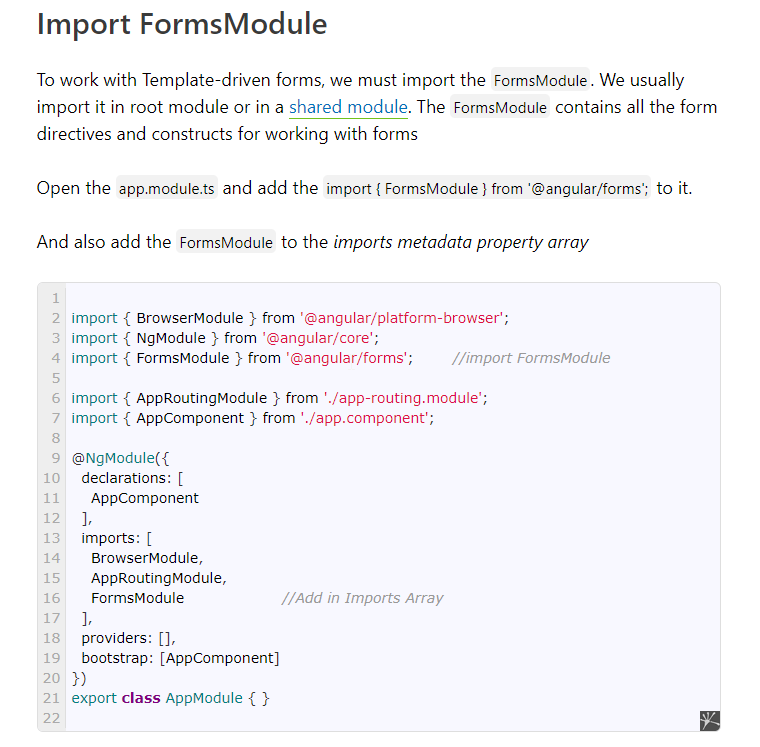 Import FormsModule
To work with Template-driven forms, we must import the FormsModule. We usually
import it in root module or in a shared module. The FormsModule contains all the form
directives and constructs for working with forms
Open the app.module.ts and add the import { FormsModule } from '@angular/forms'; to it.
And also add the FormsModule to the imports metadata property array
1
2 import { BrowserModule } from '@angular/platform-browser';
3 import { NgModule } from '@angular/core';
4 import { FormsModule } from '@angular/forms';     //import FormsModule
5
6 import { AppRoutingModule } from './app-routing.module';
7 import { AppComponent } from './app.component';
8
9 @NgModule({
10   declarations: [
11     AppComponent
12   ],
13   imports: [
14     BrowserModule,
15     AppRoutingModule,
16     FormsModule               //Add in Imports Array
17   ],
18   providers: [],
19   bootstrap: [AppComponent]
20 })
21 export class AppModule { }
22